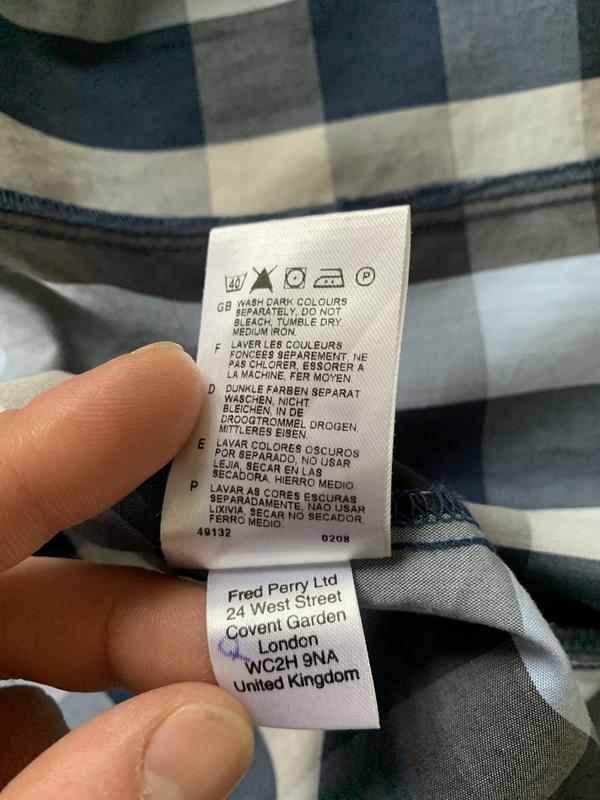 40 P
GB WASH DARK COLOURS
SEPARATELY, DO NOT
BLEACH, TUMBLE DRY
MEDIUM IRON.
F LAVER LES COULEURS
FONCEES SEPAREMENT, NE
PAS CHLORER, ESSORER A
LA MACHINE, FER MOYEN.
D DUNKLE FARBEN SEPARAT
WASCHEN, NICHT
BLEICHEN, IN DE
DROOGTROMMEL DROGEN,
MITTLERES EISEN.
E LAVAR COLORES OSCUROS
POR SEPARADO, NO USAR
LEJIA, SECAR EN LAS
SECADORA, HIERRO MEDIO
P LAVAR AS CORES ESCURAS
SEPARADAMENTE, NAO USAR
LIXIVIA, SECAR NO SECADOR,
FERRO MEDIO.
49132 0208
Fred Perry Ltd
24 West Street
Covent Garden
London
WC2H 9NA
United Kingdom